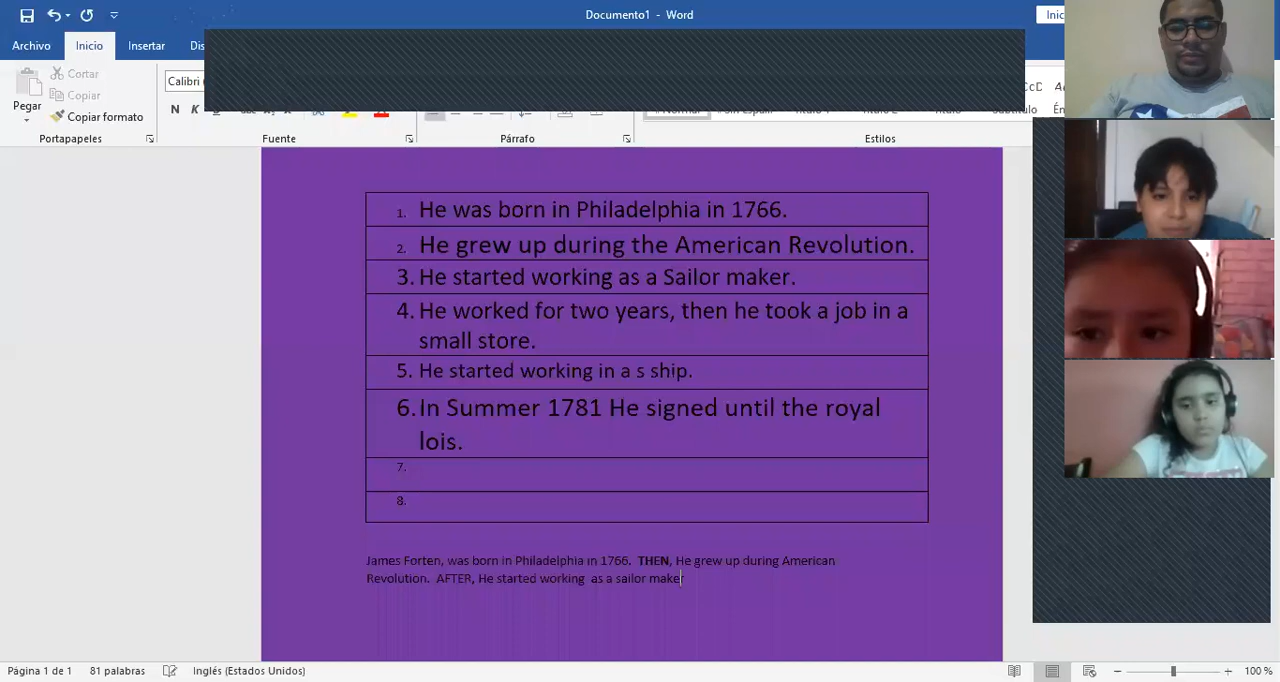 Documento1 - Word
Inic
Archivo Inicio Insertar Dis
Cortar
Copiar
Copiar formato
Pegar
Calibri
N K
Portapapeles Fuente Párrafo Estilos
1. He was born in Philadelphia in 1766.
2. He grew up during the American Revolution.
3. He started working as a Sailor maker.
4. He worked for two years, then he took a job in a
small store.
5. He started working in a s ship.
6. In Summer 1781 He signed until the royal
lois.
7.
8.
James Forten, was born in Philadelphia in 1766. THEN, He grew up during American
Revolution. AFTER, He started working as a sailor maker
Página 1 de 1 81 palabras Inglés (Estados Unidos) 100 %